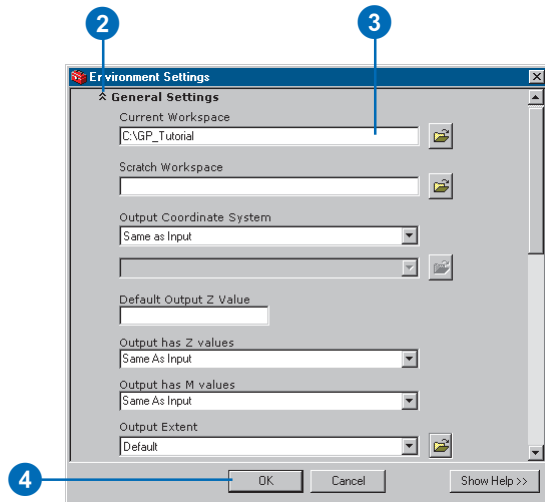 2
3
Environment Settings
General Settings
Current Workspace
C:\GP_Tutorial
Scratch Workspace
Output Coordinate System
Same as Input
Default Output Z Value
Output has Z values
Same As Input
Output has M values
Same As Input
Output Extent
Default
4
OK
Cancel
Show Help >>